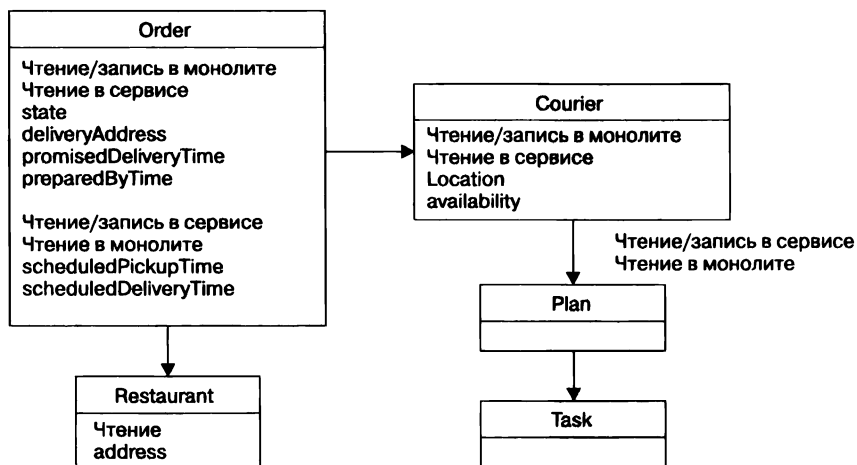 Order
Чтение/запись в монолите
Чтение в сервисе
state
deliveryAddress
promisedDeliveryTime
preparedByTime
Чтение/запись в сервисе
Чтение в монолите
scheduledPickupTime
scheduledDeliveryTime
Courier
Чтение/запись в монолите
Чтение в сервисе
Location
availability
Чтение/запись в сервисе
Чтение в монолите
Plan
Restaurant
Чтение
address
Task